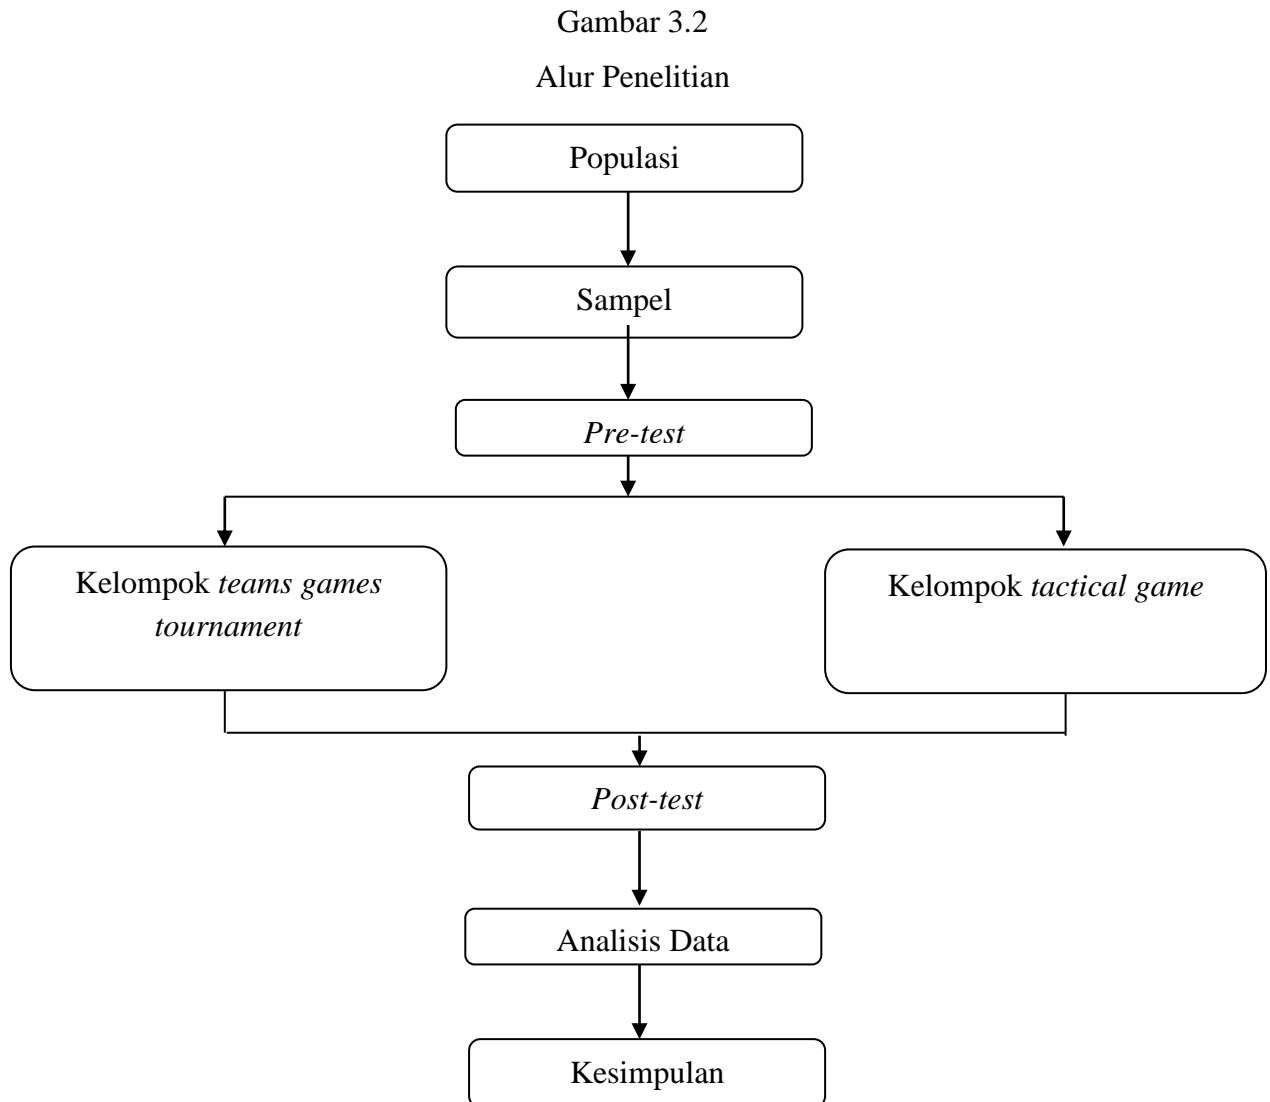 Gambar 3.2
Alur Penelitian
Populasi
Sampel
Pre-test
Kelompok teams games
tournament
Kelompok tactical game
Post-test
Analisis Data
Kesimpulan